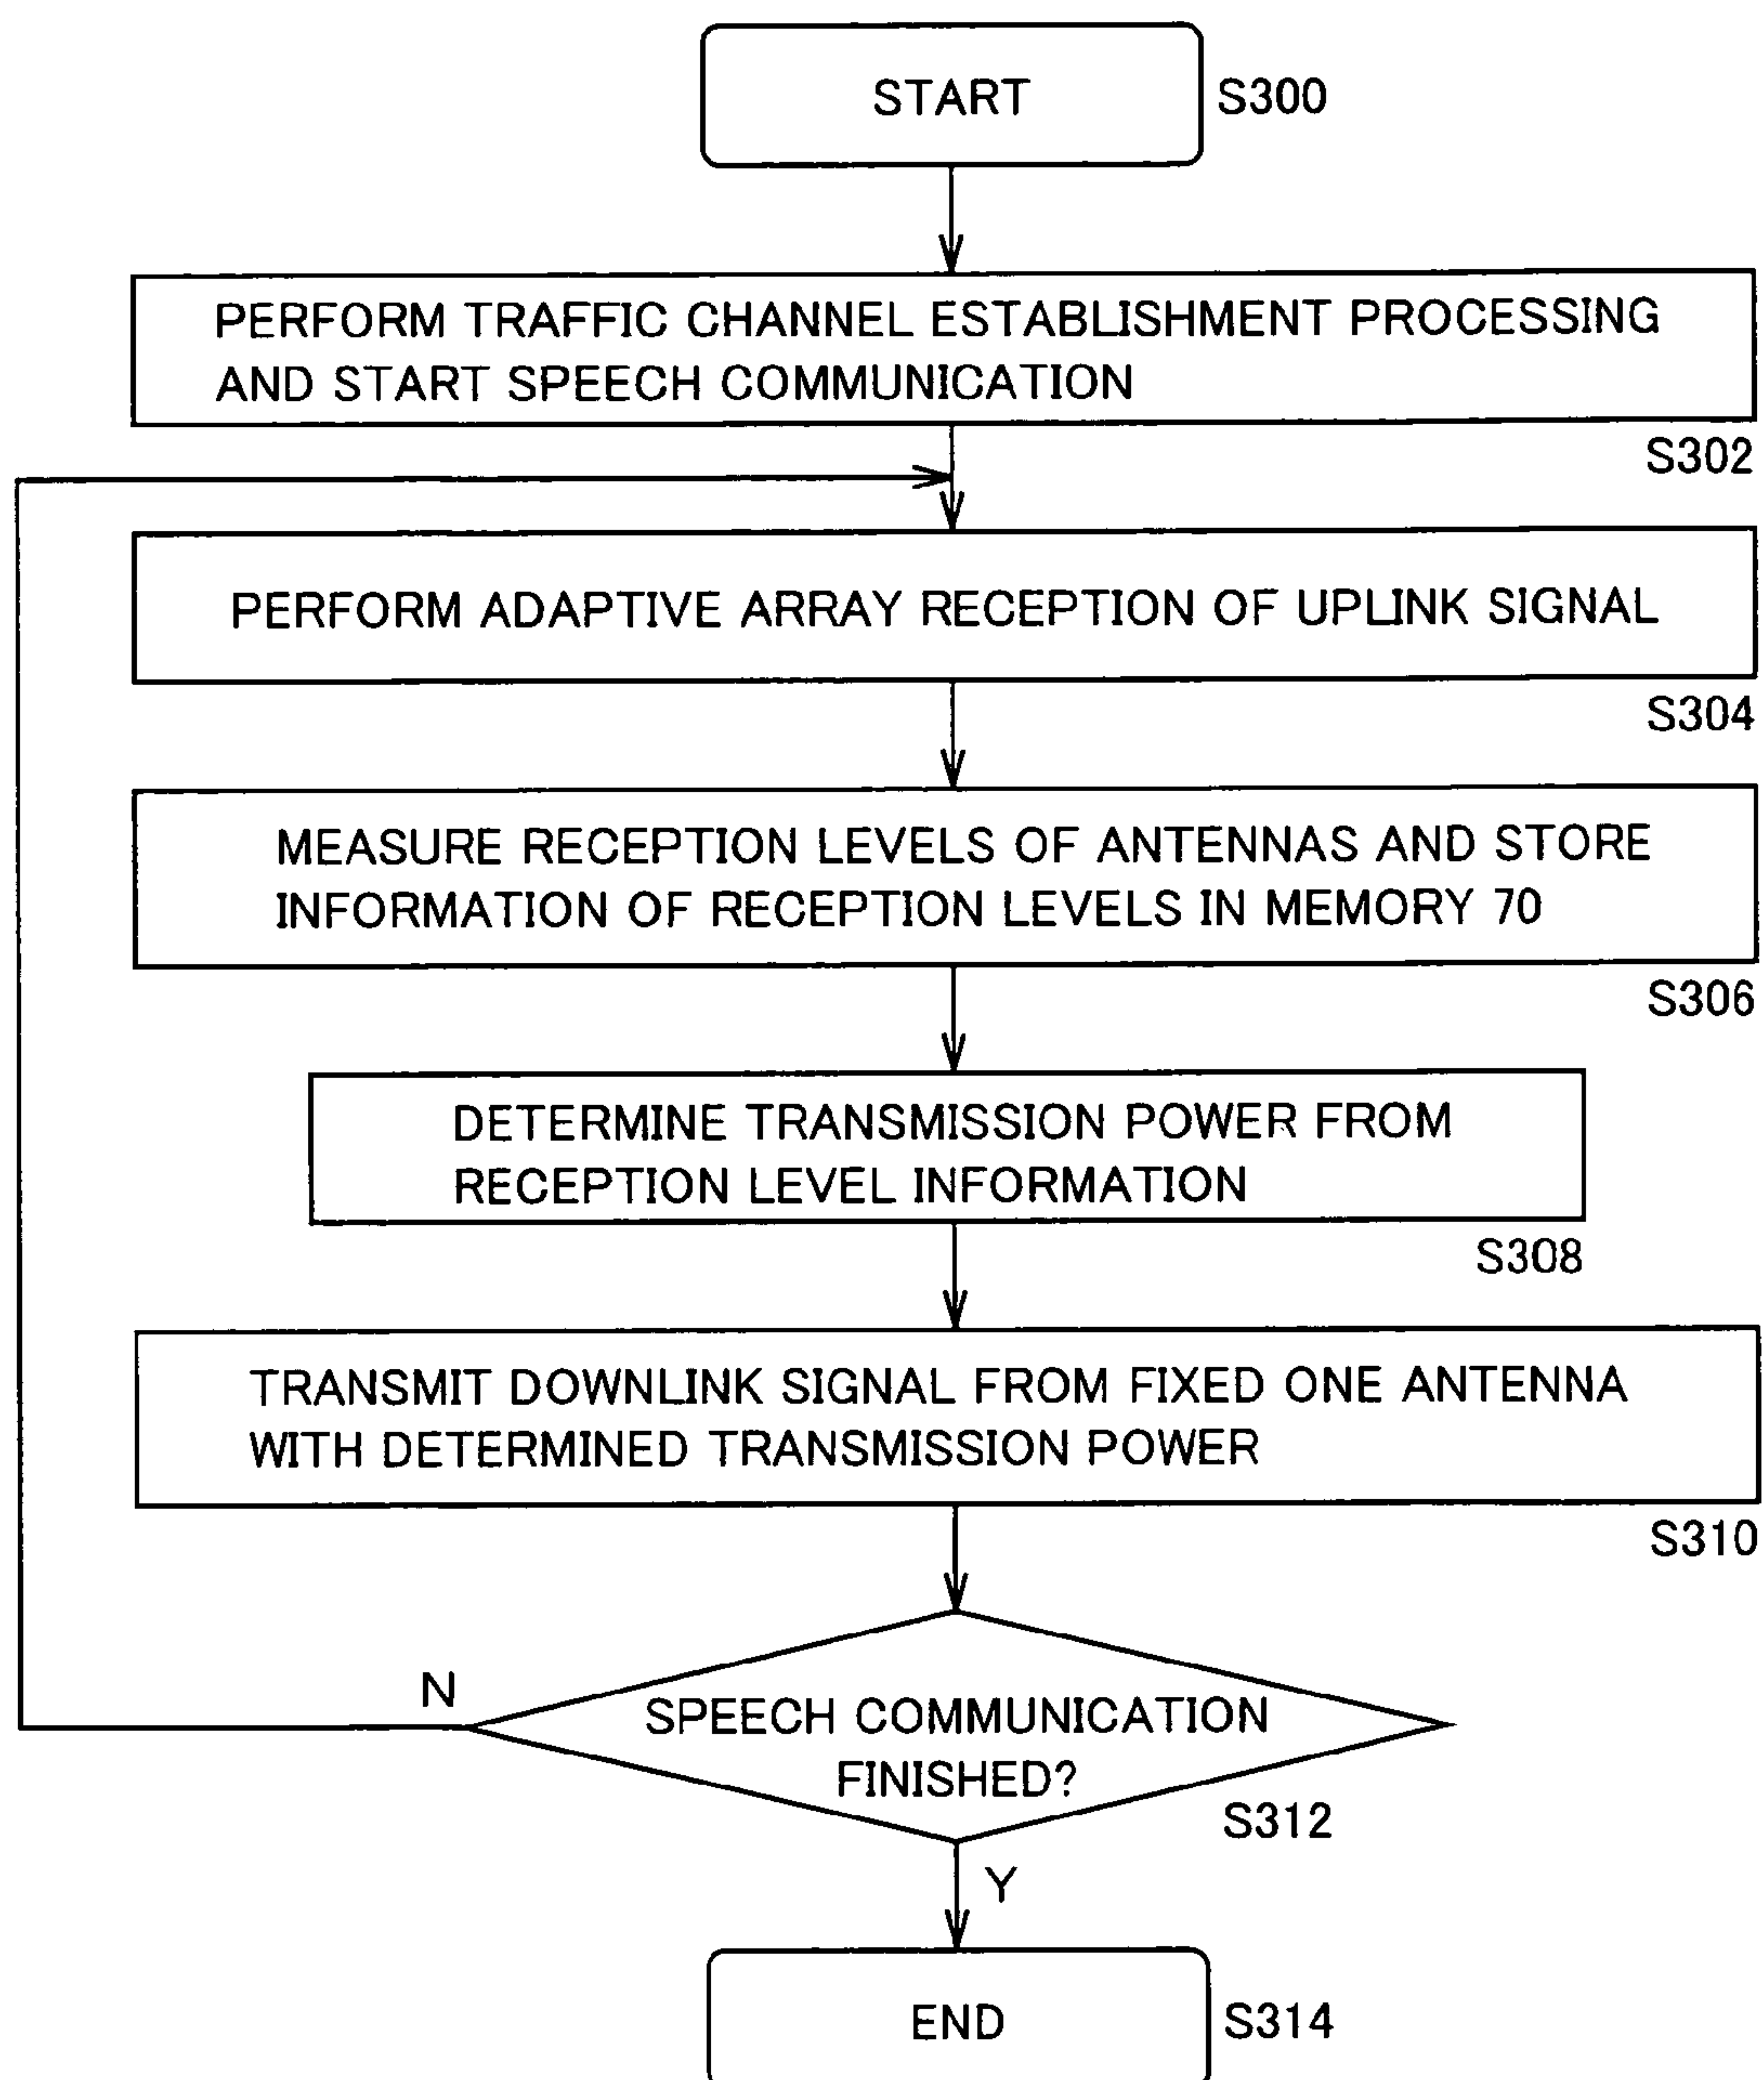 START
S300
PERFORM TRAFFIC CHANNEL ESTABLISHMENT PROCESSING
AND START SPEECH COMMUNICATION
S302
PERFORM ADAPTIVE ARRAY RECEPTION OF UPLINK SIGNAL
S304
MEASURE RECEPTION LEVELS OF ANTENNAS AND STORE
INFORMATION OF RECEPTION LEVELS IN MEMORY 70
S306
DETERMINE TRANSMISSION POWER FROM
RECEPTION LEVEL INFORMATION
S308
TRANSMIT DOWNLINK SIGNAL FROM FIXED ONE ANTENNA
WITH DETERMINED TRANSMISSION POWER
S310
N
SPEECH COMMUNICATION
FINISHED?
S312
Y
END
S314